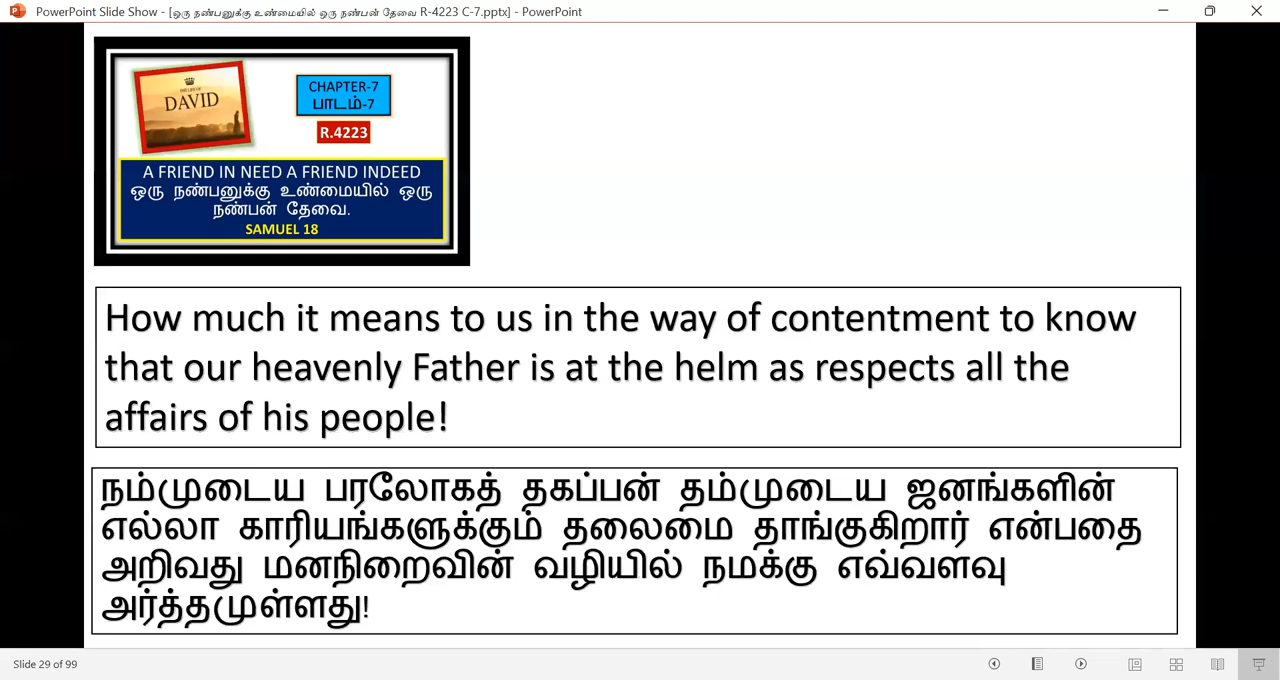 PowerPoint Slide Show - [ஒரு நண்பனுக்கு உண்மையில் ஒரு நண்பன் தேவை R-4223 C-7.pptx] - PowerPoint
THE LIFE OF
DAVID
CHAPTER-7
பாடம்-7
R.4223
A FRIEND IN NEED A FRIEND INDEED
ஒரு நண்பனுக்கு உண்மையில் ஒரு
நண்பன் தேவை.
SAMUEL 18
How much it means to us in the way of contentment to know
that our heavenly Father is at the helm as respects all the
affairs of his people!
நம்முடைய பரலோகத் தகப்பன் தம்முடைய ஜனங்களின்
எல்லா காரியங்களுக்கும் தலைமை தாங்குகிறார் என்பதை
அறிவது மனநிறைவின் வழியில் நமக்கு எவ்வளவு
அர்த்தமுள்ளது!
Slide 29 of 99